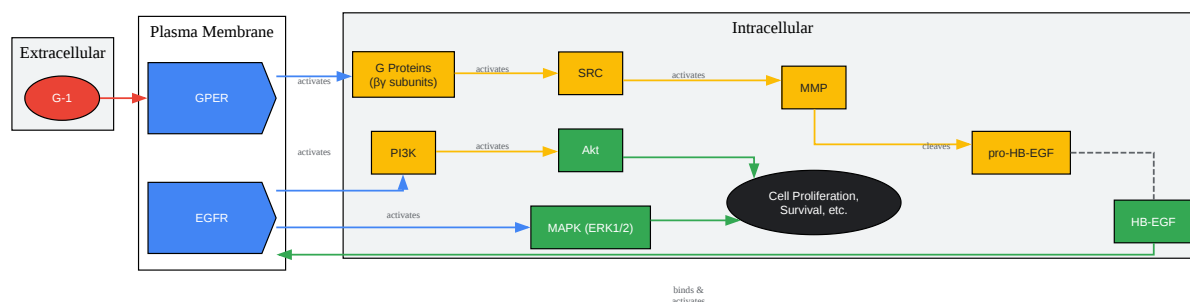 Extracellular
G-1
Plasma Membrane
GPER
EGFR
Intracellular
activates
G Proteins
(βγ subunits)
activates
SRC
activates
MMP
activates
PI3K
activates
Akt
cleaves
pro-HB-EGF
activates
MAPK (ERK1/2)
Cell Proliferation,
Survival, etc.
HB-EGF
binds &
activates